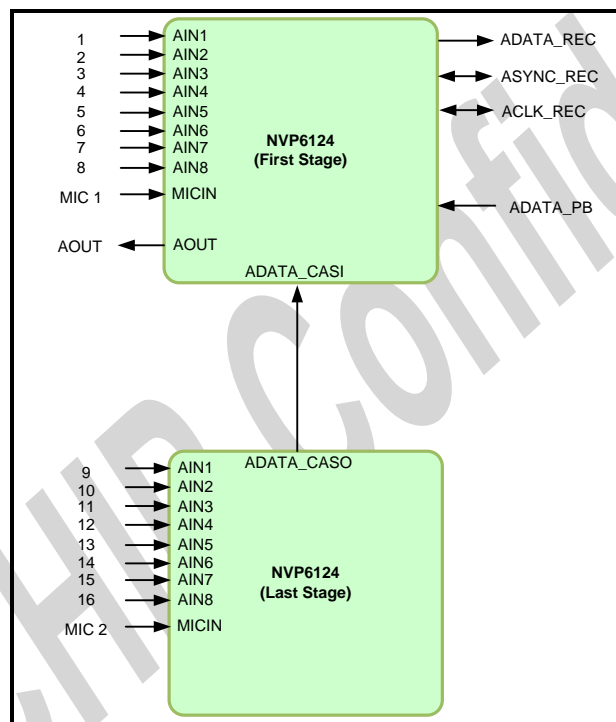 1 AIN1 ADATA_REC
2 AIN2
3 AIN3 ASYNC_REC
4 AIN4
5 AIN5 ACLK_REC
6 AIN6
7 AIN7
8 AIN8
NVP6124
(First Stage)
MIC 1 MICIN
ADATA_PB
AOUT AOUT
ADATA_CASI
ADATA_CASO
9 AIN1
10 AIN2
11 AIN3
12 AIN4
13 AIN5
14 AIN6
15 AIN7
16 AIN8
NVP6124
(Last Stage)
MIC 2 MICIN
CHIP Confid